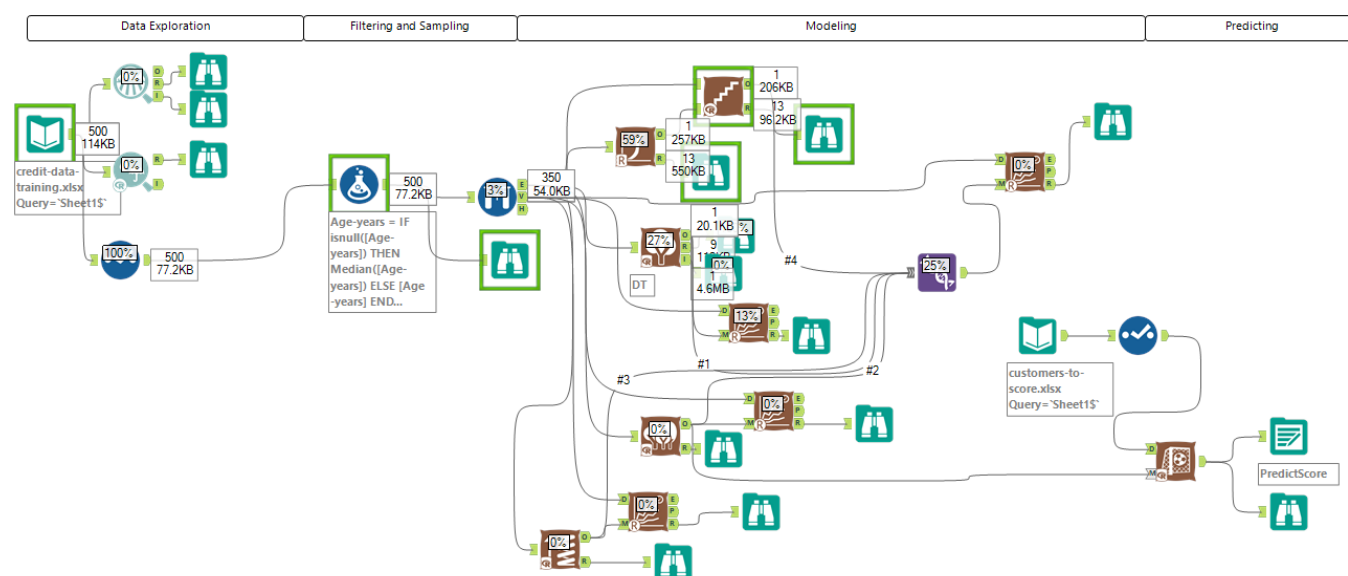 Data Exploration
Filtering and Sampling
Modeling
Predicting
0%
O
R
I
500
114KB
credit-data-
training.xlsx
Query=`Sheet1$`
0%
R
I
100%
500
77.2KB
500
77.2KB
Age-years = IF
isnull([Age-
years]) THEN
Median([Age-
years]) ELSE [Age
-years] END...
3%
E
V
H
350
54.0KB
O
R
R
1
206KB
13
96.2KB
59%
R
O
R
1
257KB
13
550KB
27%
R
O
R
I
DT
1
20.1KB
9
%
0%
1
4.6MB
#4
13%
D
M
R
E
P
R
25%
0%
D
M
R
E
P
R
#1
#2
#3
0%
D
M
R
E
P
R
0%
R
O
R
0%
D
M
R
E
P
R
0%
R
O
R
customers-to-
score.xlsx
Query=`Sheet1$`
D
M
R
PredictScore